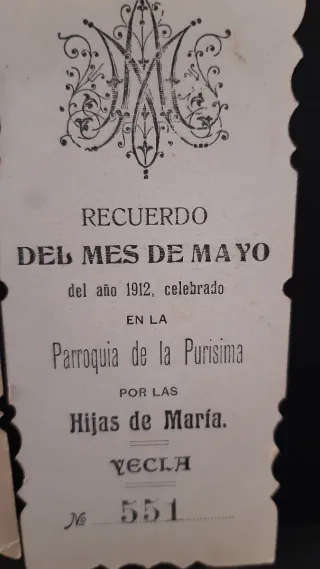 RECUERDO
DEL MES DE MAYO
del año 1912, celebrado
EN LA
Parroquia de la Purísima
POR LAS
Hijas de María.
YECLA
No 551